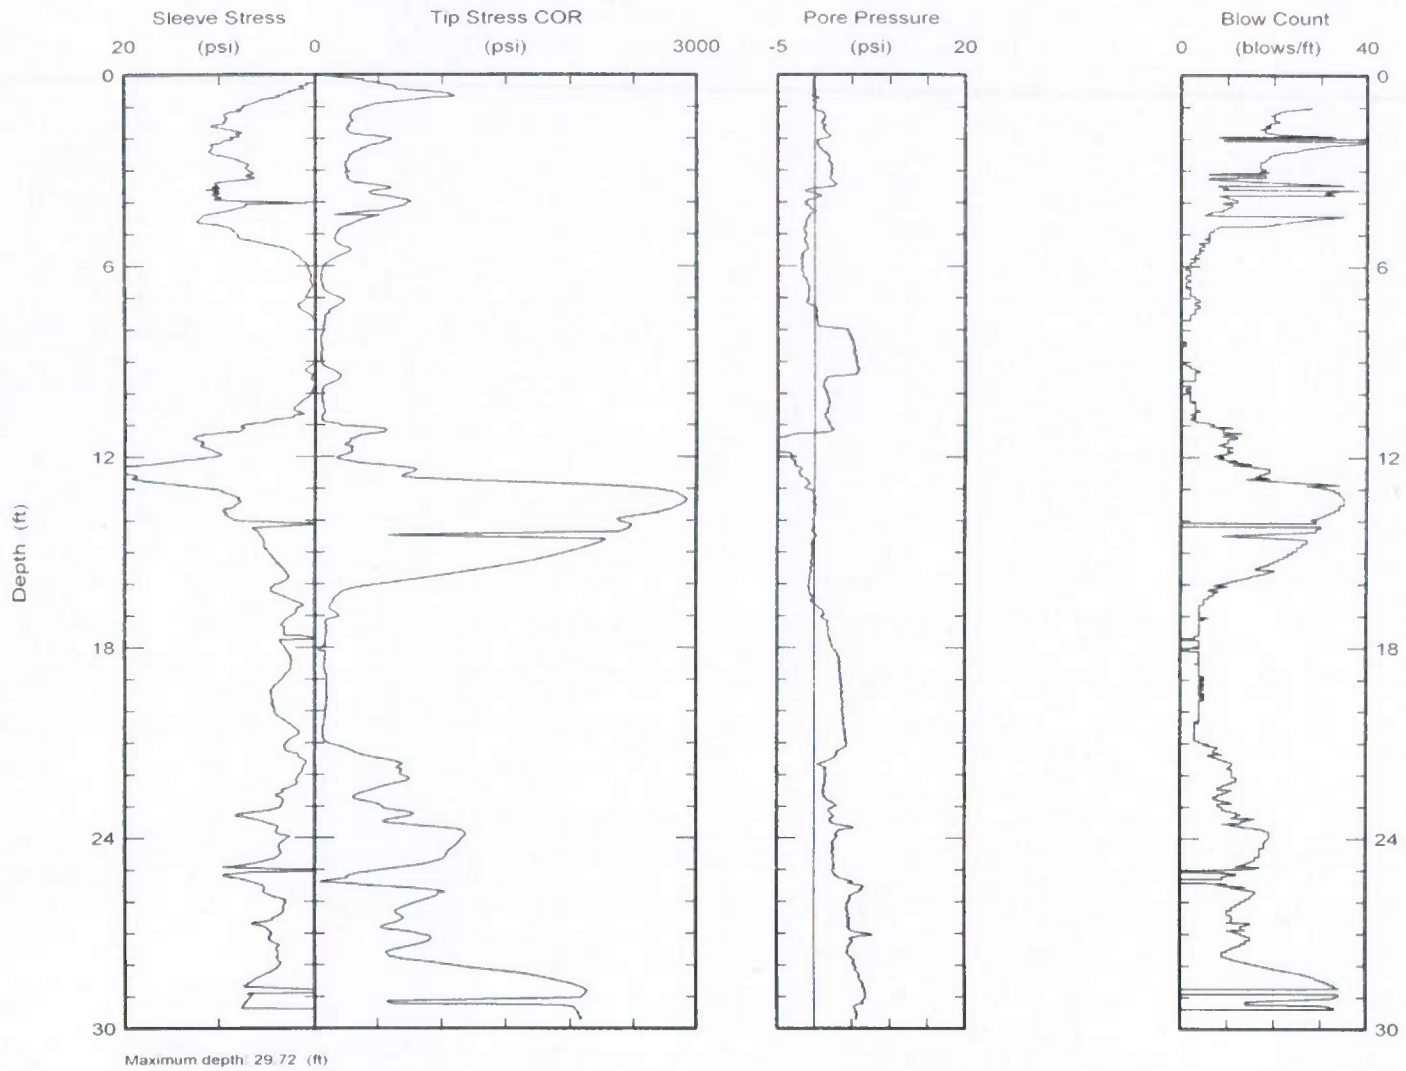 Sleeve Stress Tip Stress COR Pore Pressure Blow Count
20 (psi) 0 (psi) 3000 -5 (psi) 20 0 (blows/ft) 40
0 0
6 6
12 12
Depth (ft)
18 18
24 24
30 30
Maximum depth: 29.72 (ft)